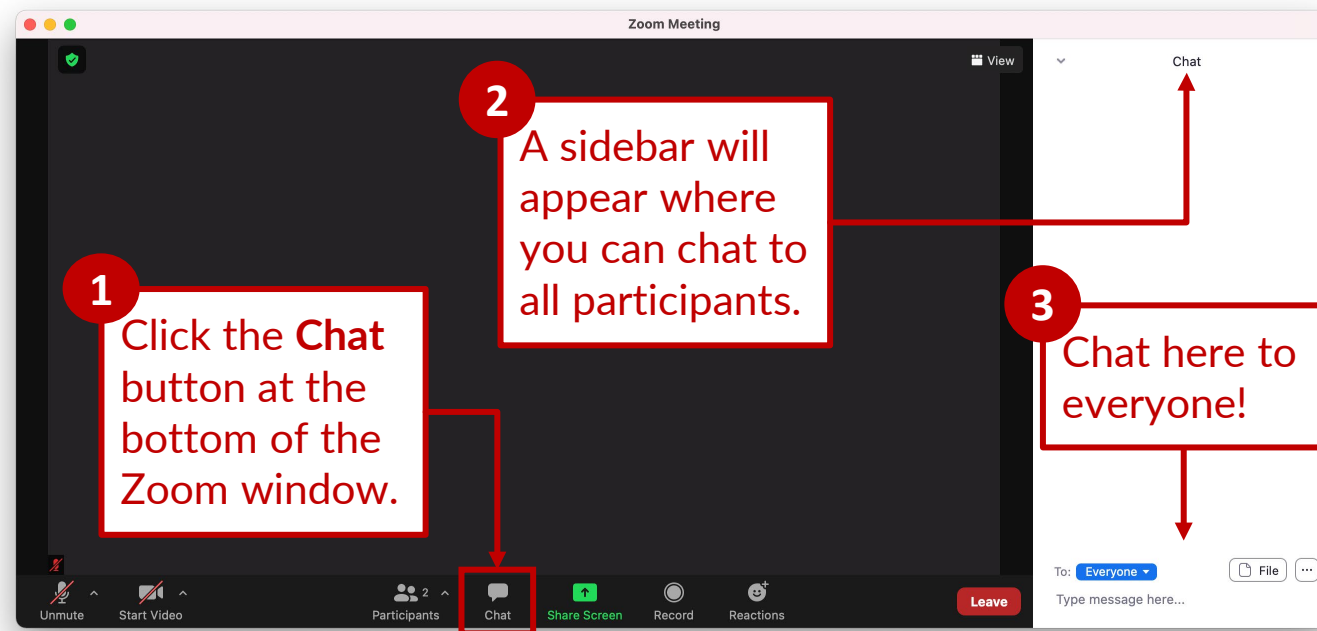 Zoom Meeting
View
Chat
1
Click the Chat
button at the
bottom of the
Zoom window.
2
A sidebar will
appear where
you can chat to
all participants.
3
Chat here to
everyone!
To: Everyone
File
Type message here...
Unmute
Start Video
2
Participants
Chat
Share Screen
Record
Reactions
Leave